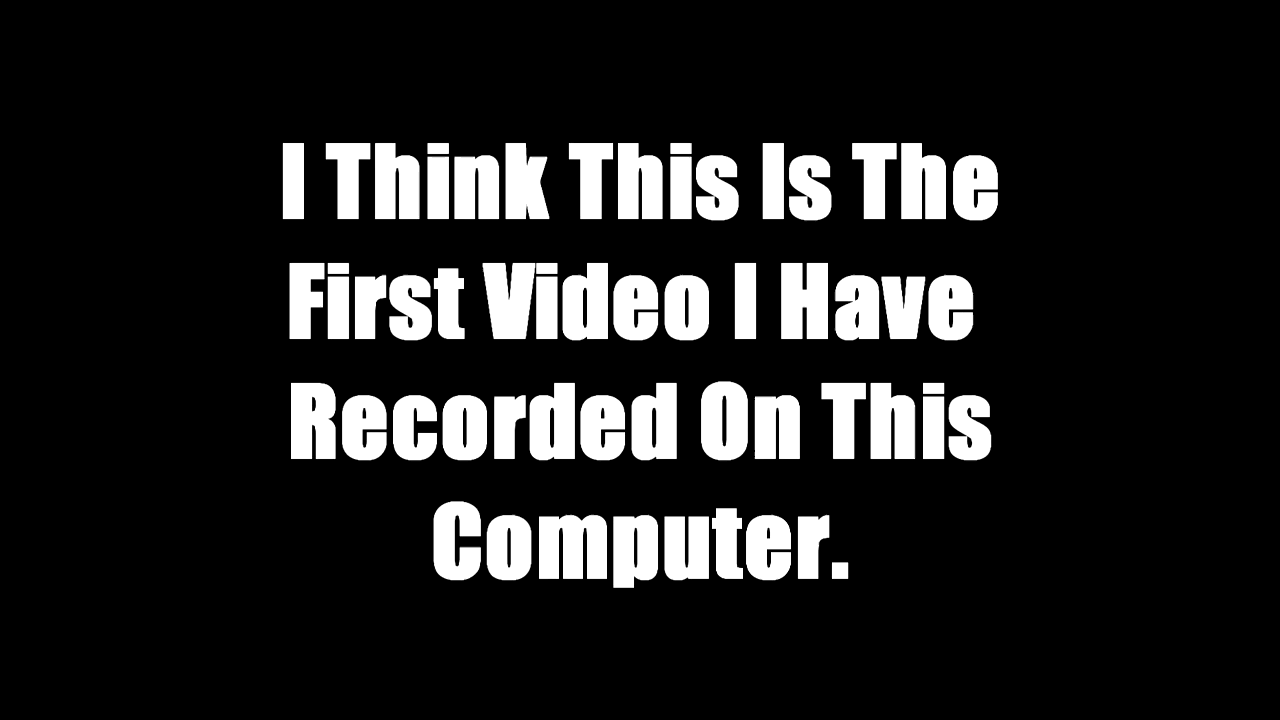 I Think This Is The
First Video I Have
Recorded On This
Computer.